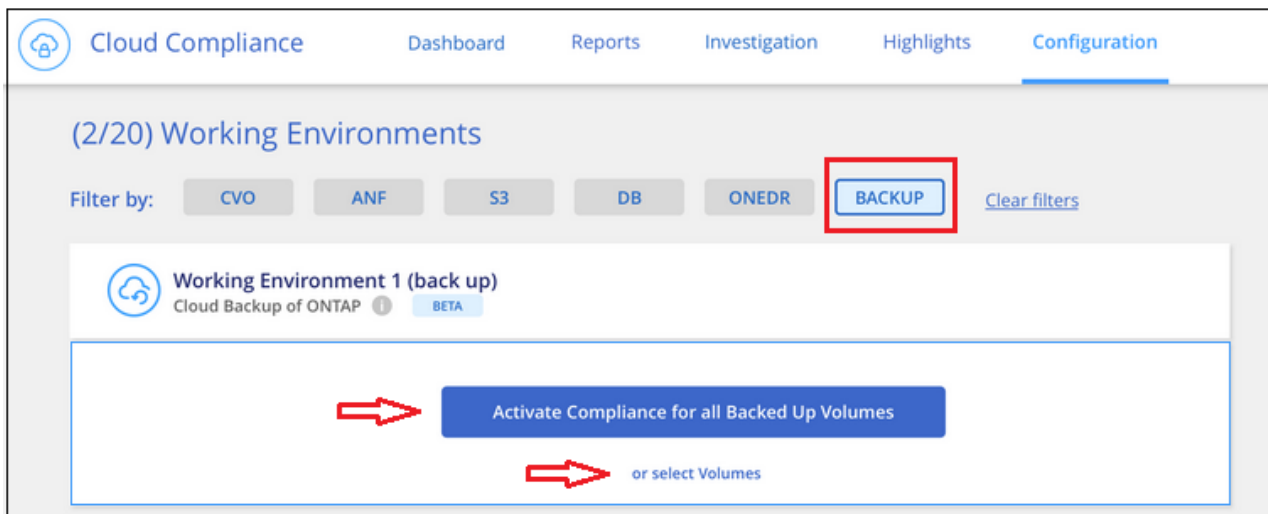 Cloud Compliance Dashboard Reports Investigation Highlights Configuration
(2/20) Working Environments
Filter by: CVO ANF S3 DB ONEDR BACKUP Clear filters
Working Environment 1 (back up)
Cloud Backup of ONTAP i BETA
Activate Compliance for all Backed Up Volumes
or select Volumes